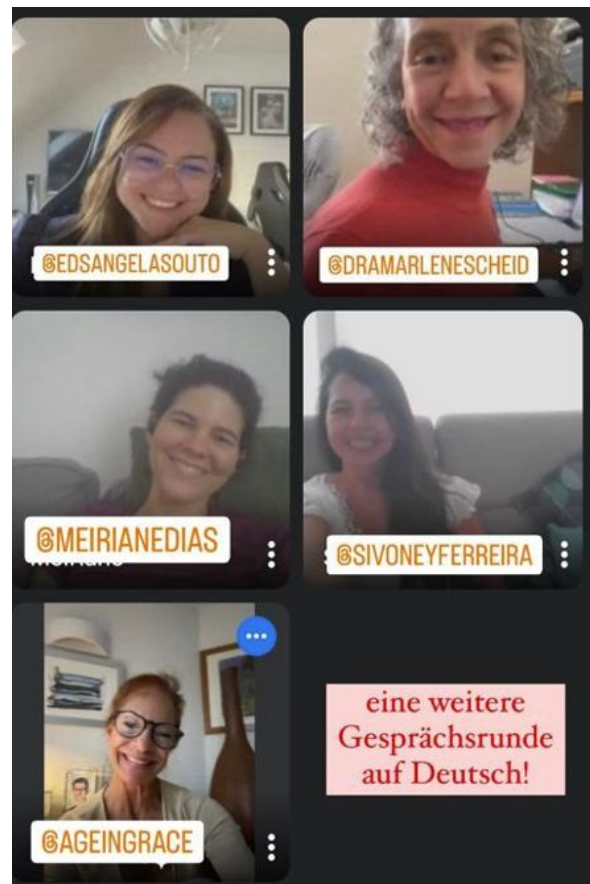 @EDSANGELASOUTO
@DRAMARLENESCHEID
@MEIRIANEDIAS
@SIVONEYFERREIRA
@AGEINGRACE
eine weitere
Gesprächsrunde
auf Deutsch!